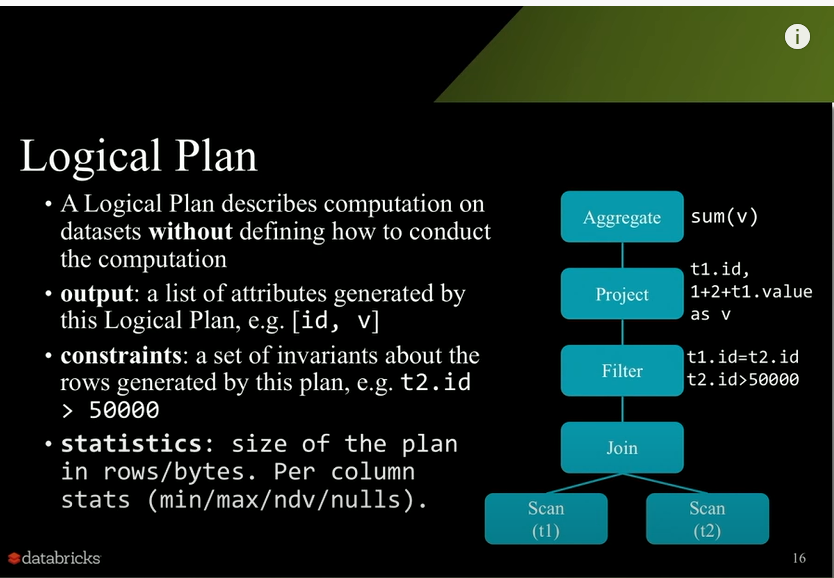 Logical Plan
• A Logical Plan describes computation on
datasets without defining how to conduct
the computation
• output: a list of attributes generated by
this Logical Plan, e.g. [id, v]
• constraints: a set of invariants about the
rows generated by this plan, e.g. t2.id
> 50000
• statistics: size of the plan
in rows/bytes. Per column
stats (min/max/ndv/nulls).
Aggregate
sum(v)
Project
t1.id,
1+2+t1.value
as v
Filter
t1.id=t2.id
t2.id>50000
Join
Scan
(t1)
Scan
(t2)
databricks
16
i